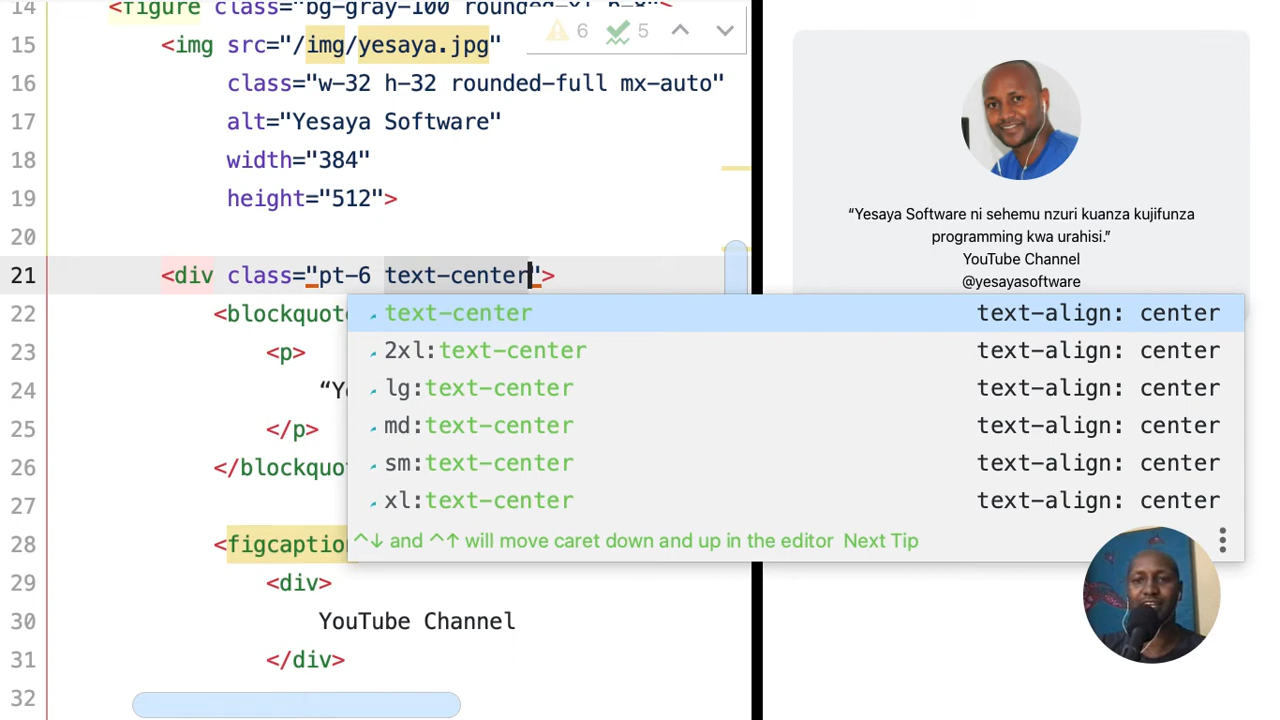 14 <figure class="bg-gray-100 rounded-xl p-8">
15 <img src="/img/yesaya.jpg"
6 5
16 class="w-32 h-32 rounded-full mx-auto"
17 alt="Yesaya Software"
18 width="384"
19 height="512">
20
21 <div class="pt-6 text-center">
22 <blockquote
23 <p>
24 “Ye
25 </p>
26 </blockquo
27
28 <figcaption
29 <div>
30 YouTube Channel
31 </div>
32
text-center text-align: center
2xl:text-center text-align: center
lg:text-center text-align: center
md:text-center text-align: center
sm:text-center text-align: center
xl:text-center text-align: center
^↓ and ^↑ will move caret down and up in the editor Next Tip
“Yesaya Software ni sehemu nzuri kuanza kujifunza
programming kwa urahisi.”
YouTube Channel
@yesayasoftware